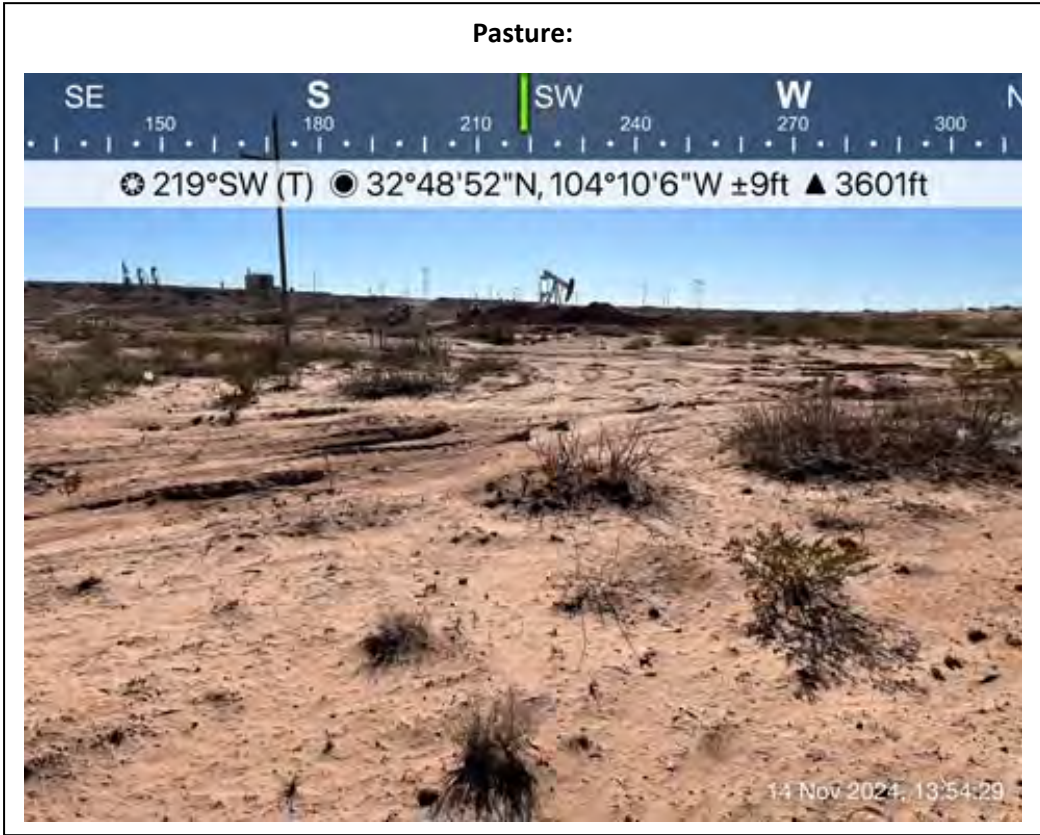 Pasture:
SE S SW W N
150 180 210 240 270 300
219°SW (T) 32°48'52"N, 104°10'6"W ±9ft ▲ 3601ft
14 Nov 2024, 13:54:29